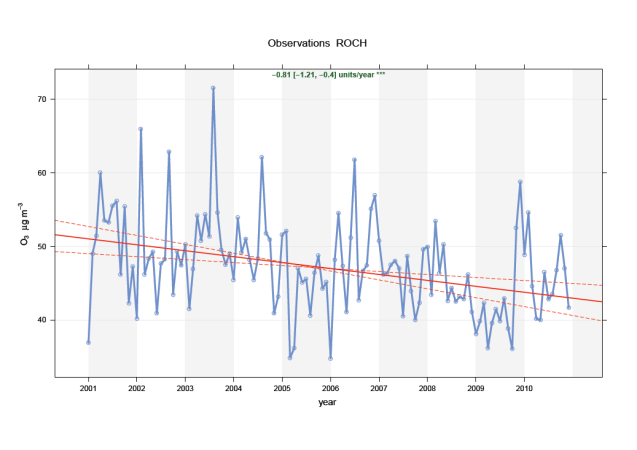 Observations ROCH
−0.81 [−1.21, −0.4] units/year ***
O₃ µg m⁻³
70
60
50
40
2001 2002 2003 2004 2005 2006 2007 2008 2009 2010
year